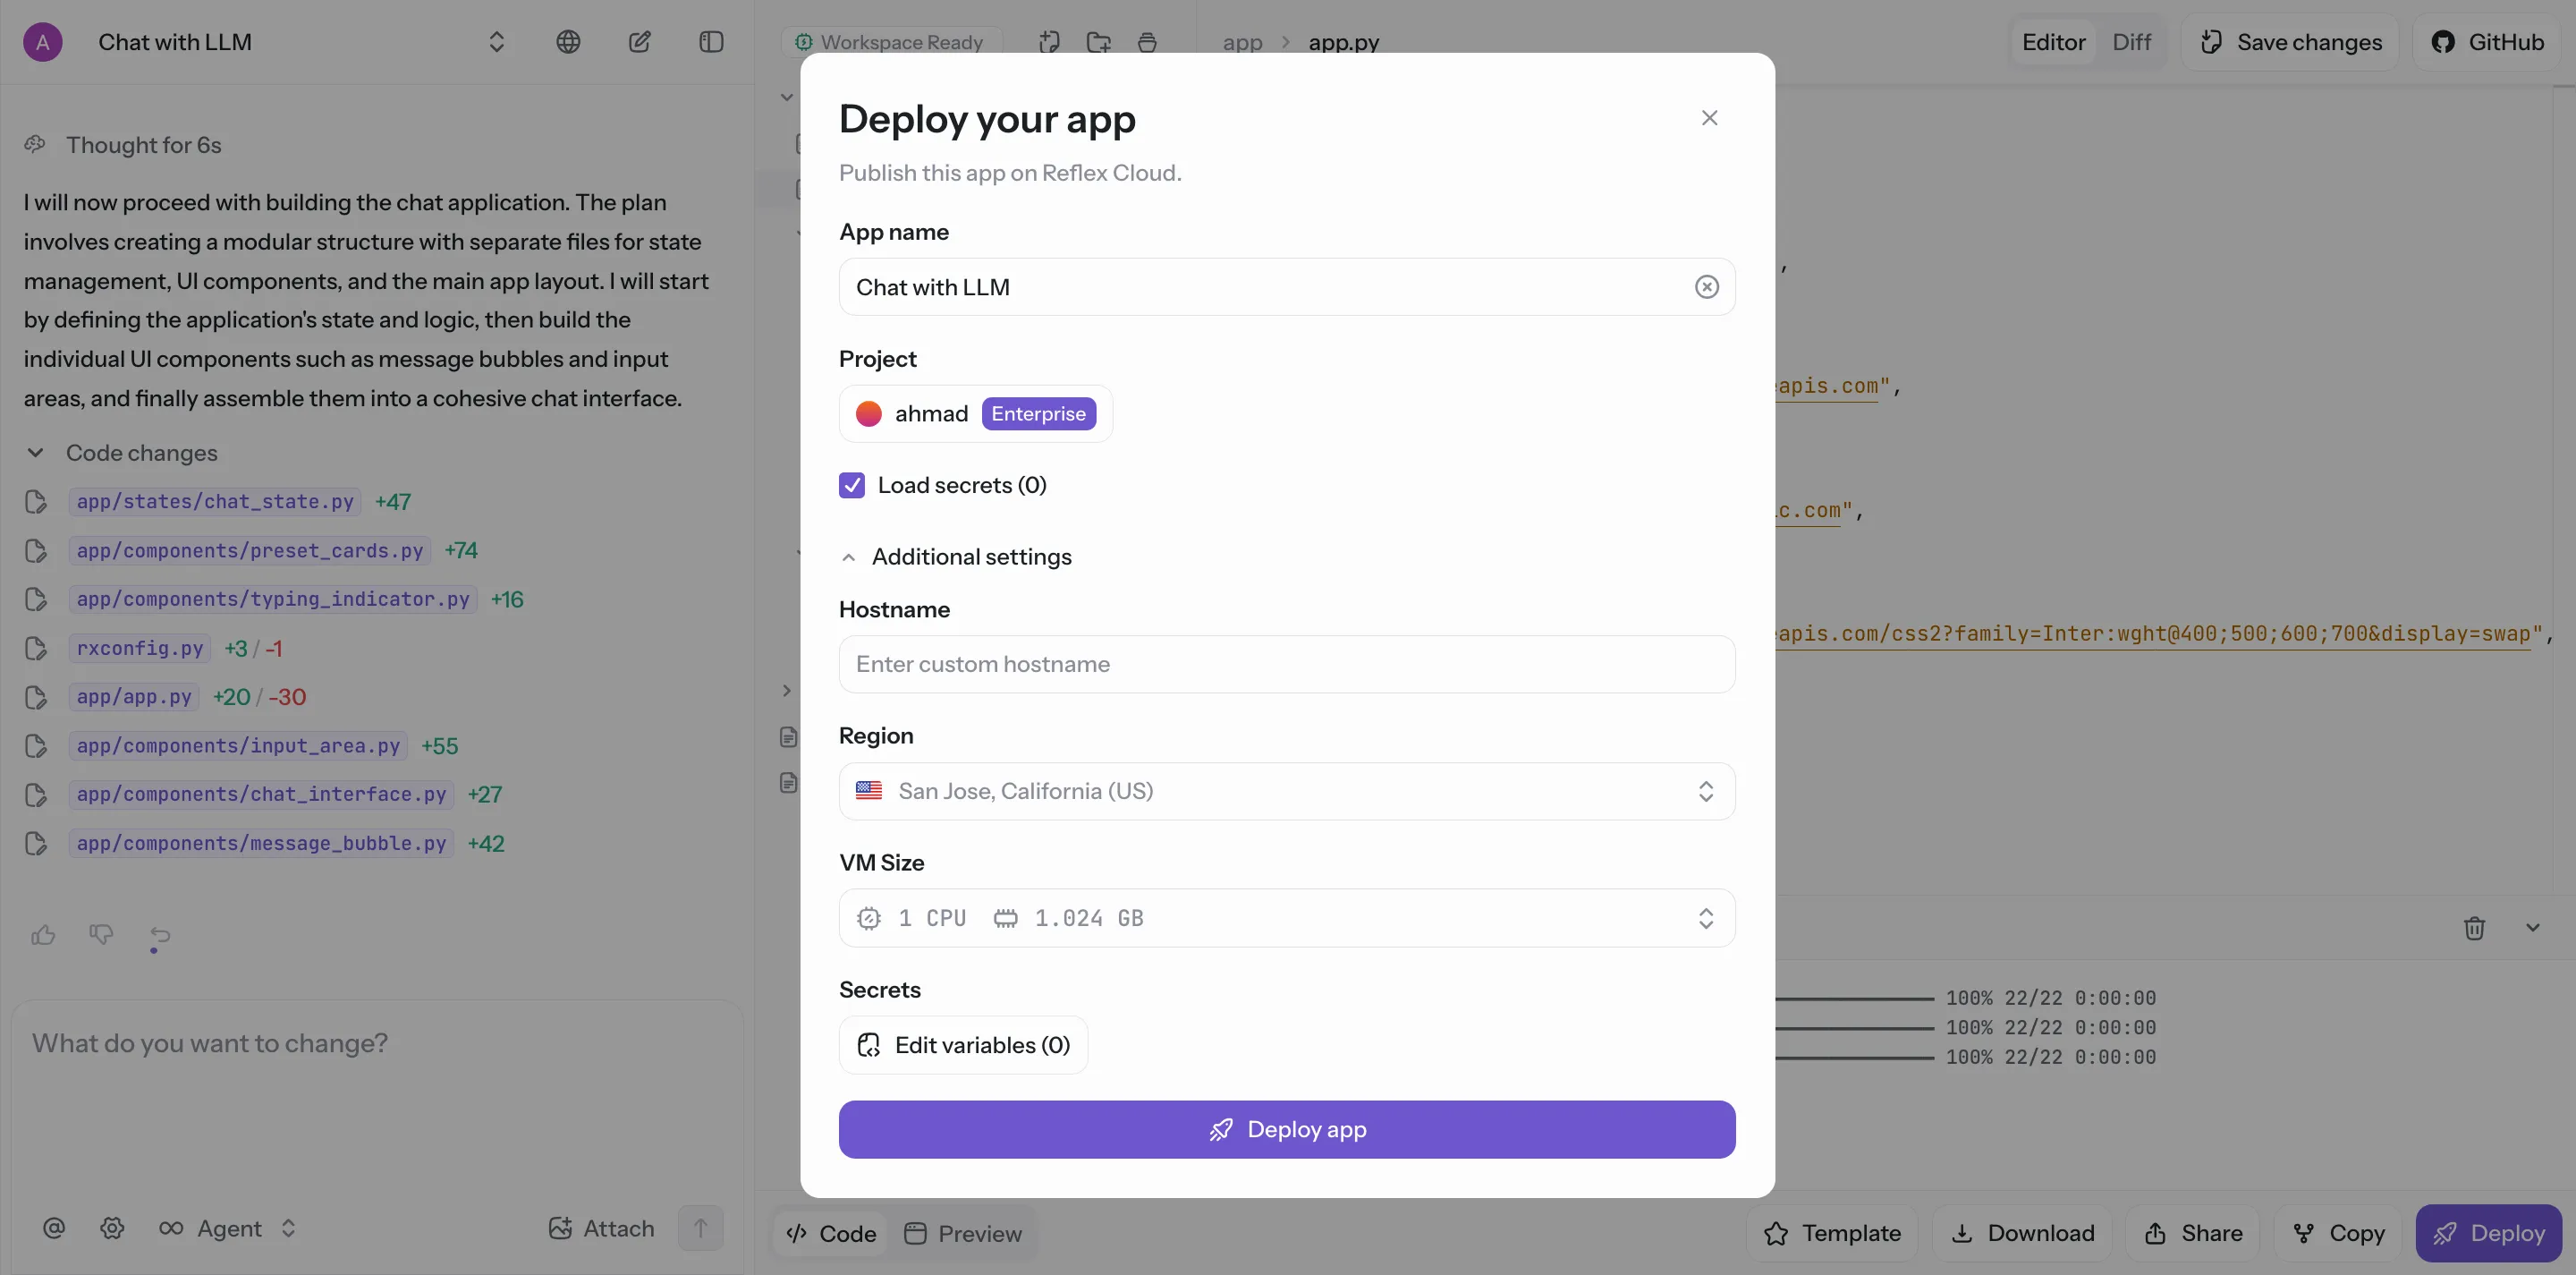 A
Chat with LLM
Thought for 6s
I will now proceed with building the chat application. The plan
involves creating a modular structure with separate files for state
management, UI components, and the main app layout. I will start
by defining the application's state and logic, then build the
individual UI components such as message bubbles and input
areas, and finally assemble them into a cohesive chat interface.
Code changes
app/states/chat_state.py +47
app/components/preset_cards.py +74
app/components/typing_indicator.py +16
rxconfig.py +3 / -1
app/app.py +20 / -30
app/components/input_area.py +55
app/components/chat_interface.py +27
app/components/message_bubble.py +42
What do you want to change?
Agent
Attach
Workspace Ready
app > app.py
Editor Diff
Save changes
GitHub
Deploy your app
Publish this app on Reflex Cloud.
App name
Chat with LLM
Project
ahmad Enterprise
Load secrets (0)
Additional settings
Hostname
Enter custom hostname
Region
San Jose, California (US)
VM Size
1 CPU 1.024 GB
Secrets
Edit variables (0)
Deploy app
,
eapis.com",
c.com",
eapis.com/css2?family=Inter:wght@400;500;600;700&display=swap",
100% 22/22 0:00:00
100% 22/22 0:00:00
100% 22/22 0:00:00
Code
Preview
Template
Download
Share
Copy
Deploy